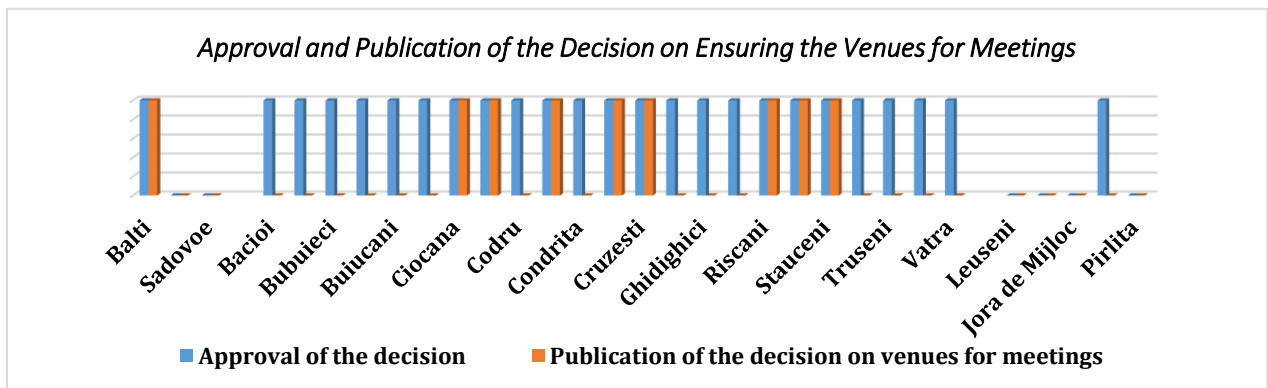 Approval and Publication of the Decision on Ensuring the Venues for Meetings
Balti
Sadovoe
Bacioi
Bubuieci
Buiucani
Ciocana
Codru
Condrita
Cruzesti
Ghidighici
Riscani
Stauceni
Truseni
Vatra
Leuseni
Jora de Mijloc
Pirlita
Approval of the decision
Publication of the decision on venues for meetings